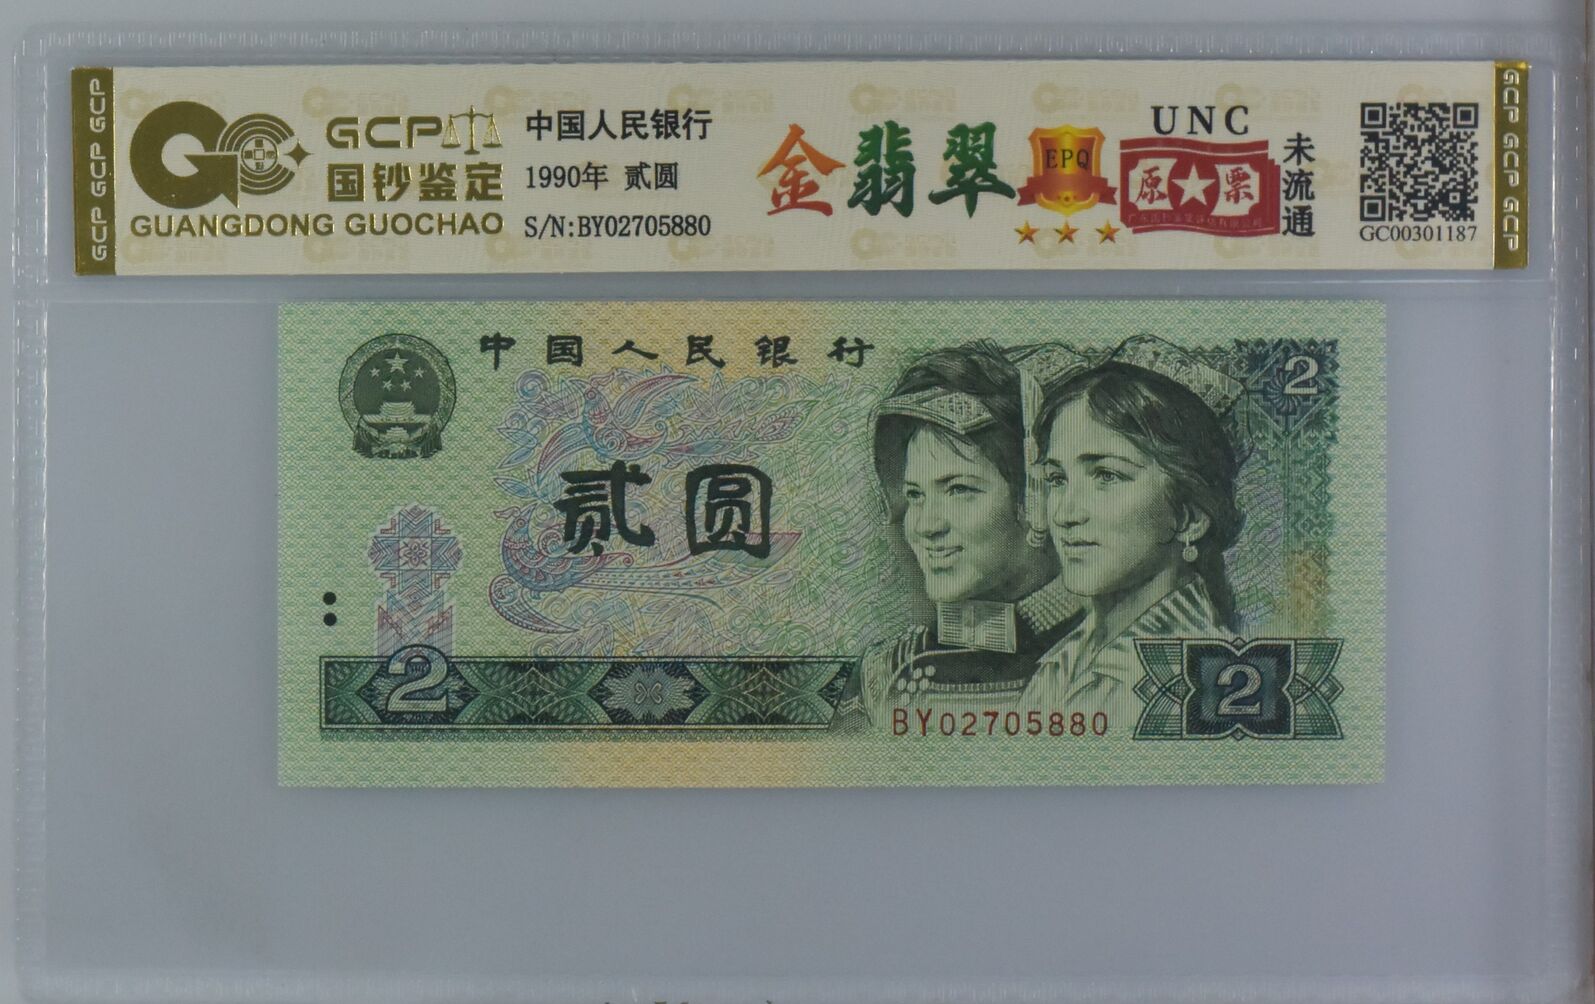 GCP GCP GCP
GCP
国钞鉴定
GUANGDONG GUOCHAO
中国人民银行
1990年 贰圆
S/N:BY02705880
金翡翠
EPQ
UNC
原票
未流通
GC00301187
GCP GCP GCP
中国人民银行
2
贰圆
2
BY02705880
2